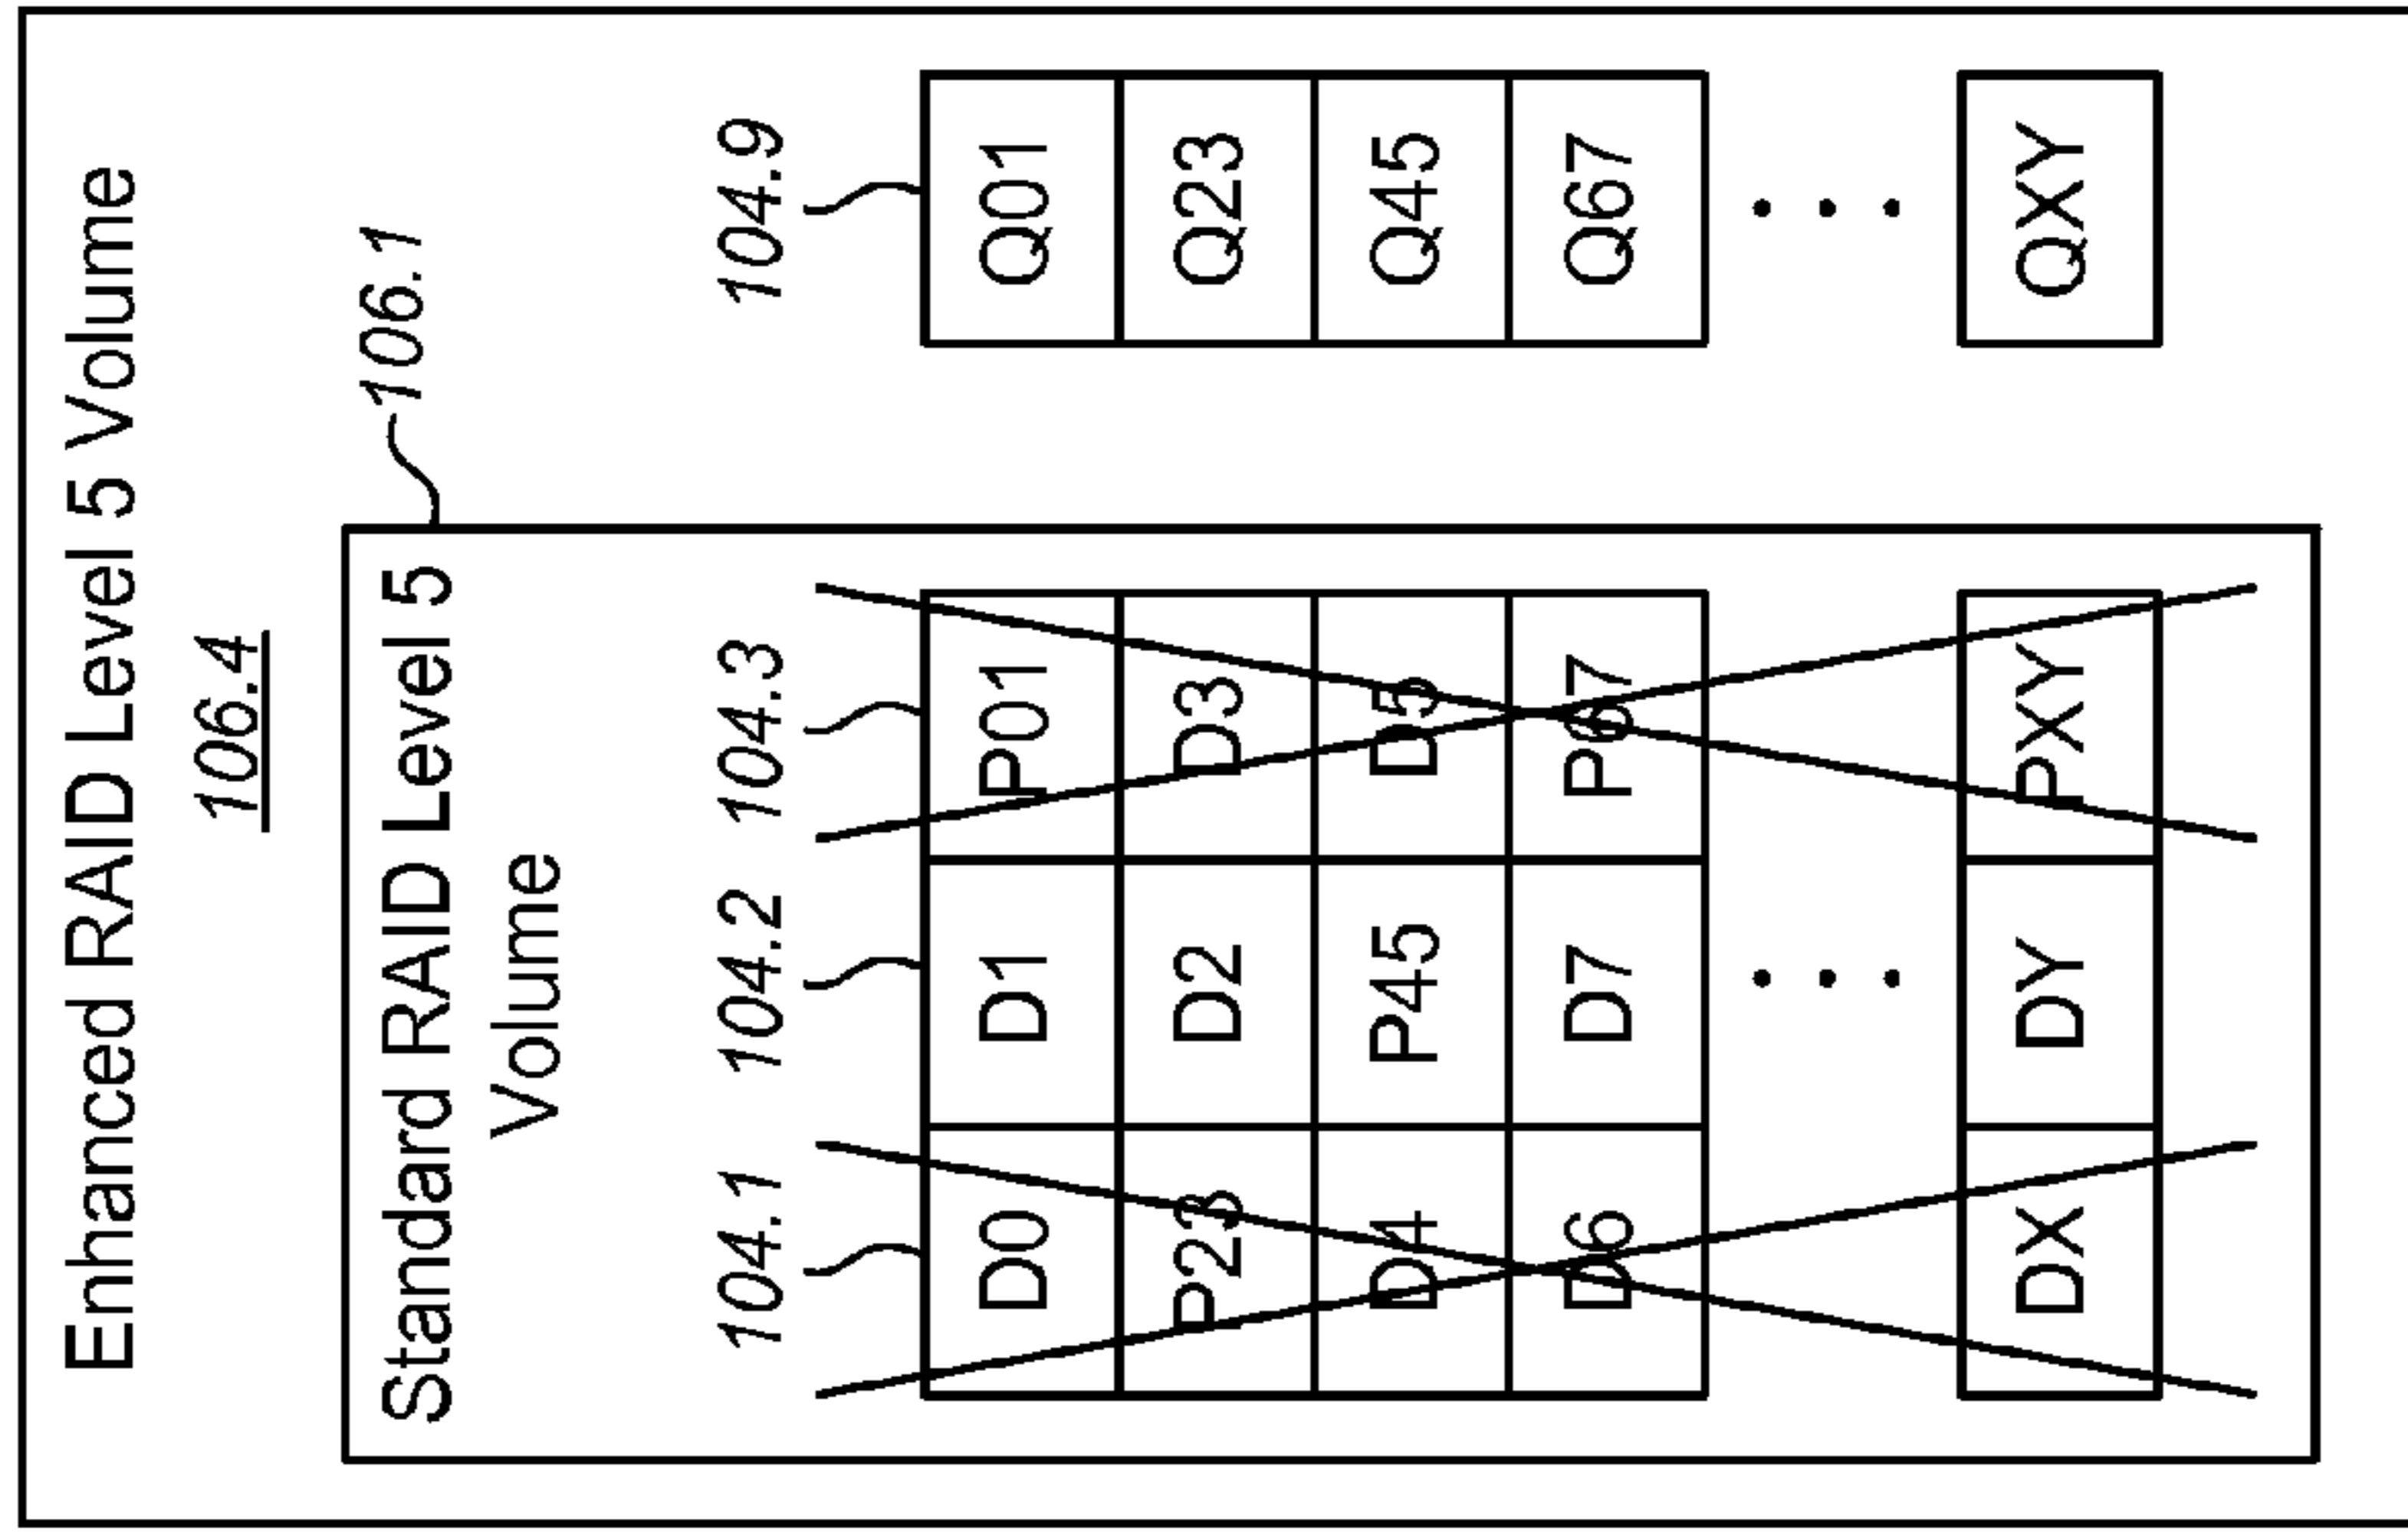 Enhanced RAID Level 5 Volume
106.4
106.1
Standard RAID Level 5
Volume
104.1 104.2 104.3 104.9
D0 D1 P01 Q01
P23 D2 D3 Q23
D4 P45 D5 Q45
D6 D7 P67 Q67
DX DY PXY QXY